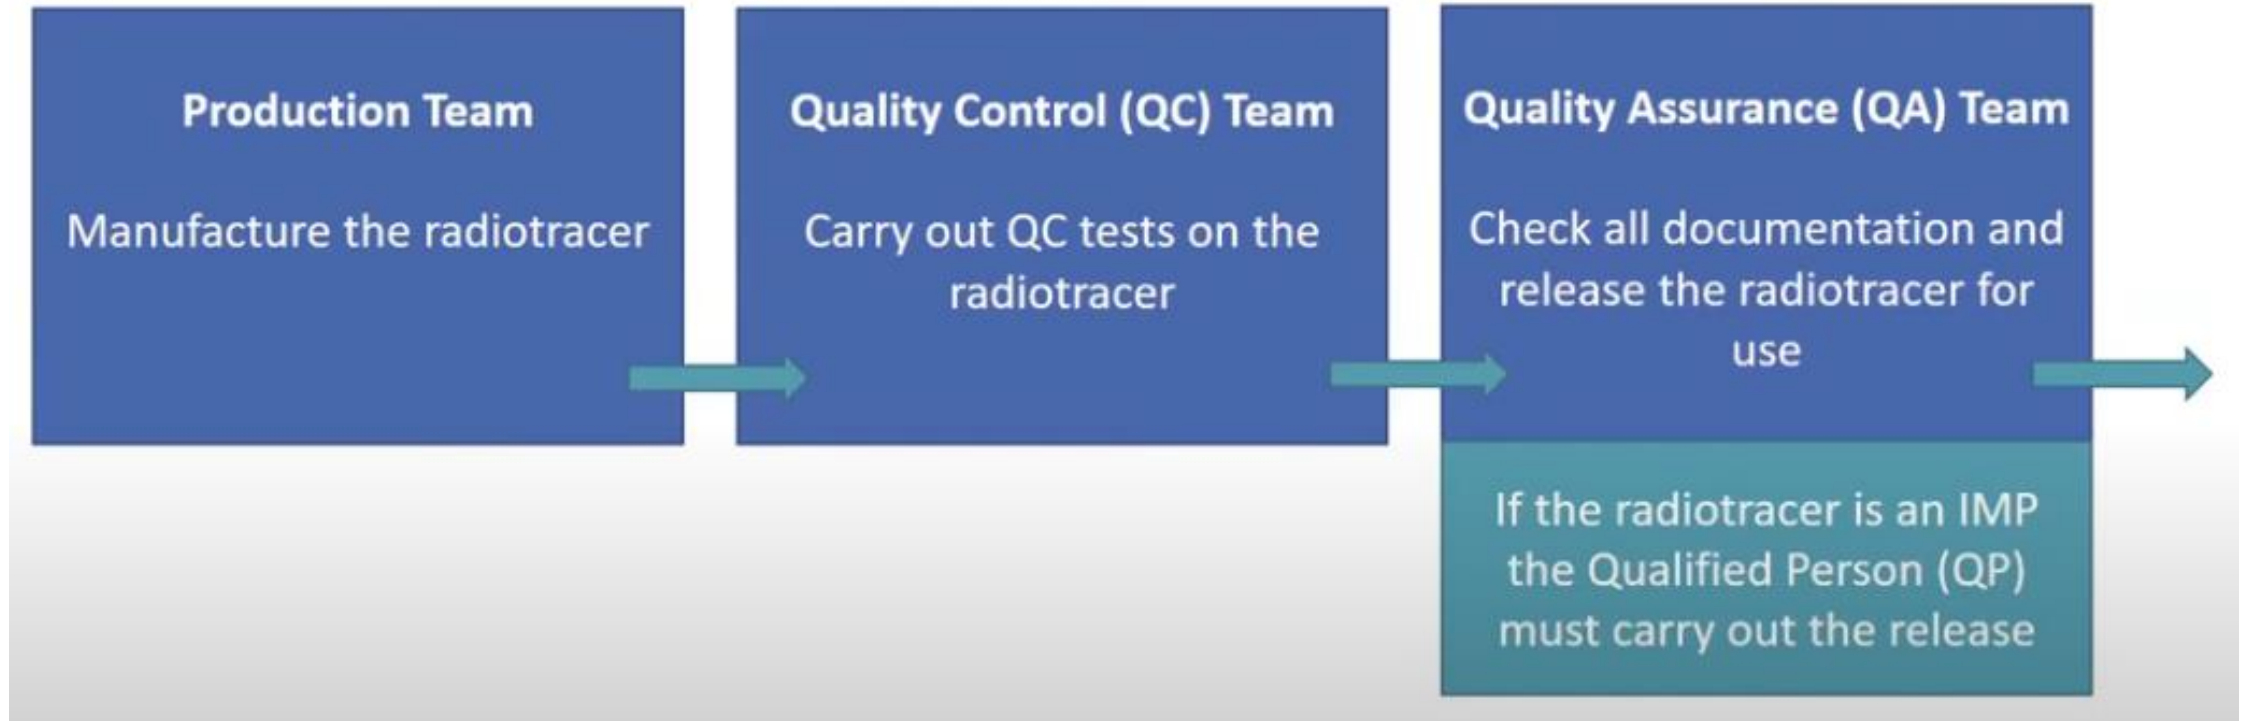 Production Team
Manufacture the radiotracer
Quality Control (QC) Team
Carry out QC tests on the
radiotracer
Quality Assurance (QA) Team
Check all documentation and
release the radiotracer for
use
If the radiotracer is an IMP
the Qualified Person (QP)
must carry out the release